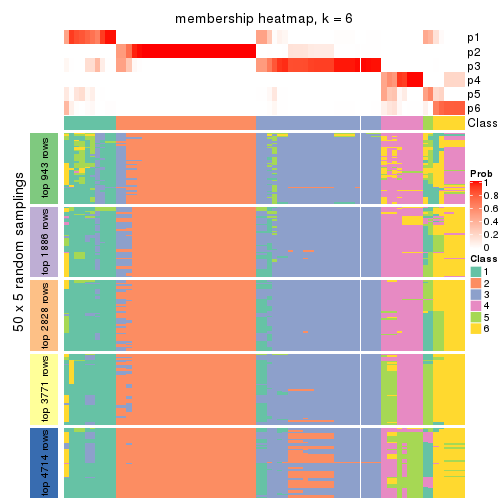 membership heatmap, k = 6
p1
p2
p3
p4
p5
p6
Class
50 x 5 random samplings
top 943 rows
top 1886 rows
top 2828 rows
top 3771 rows
top 4714 rows
Prob
1
0.8
0.6
0.4
0.2
0
Class
1
2
3
4
5
6